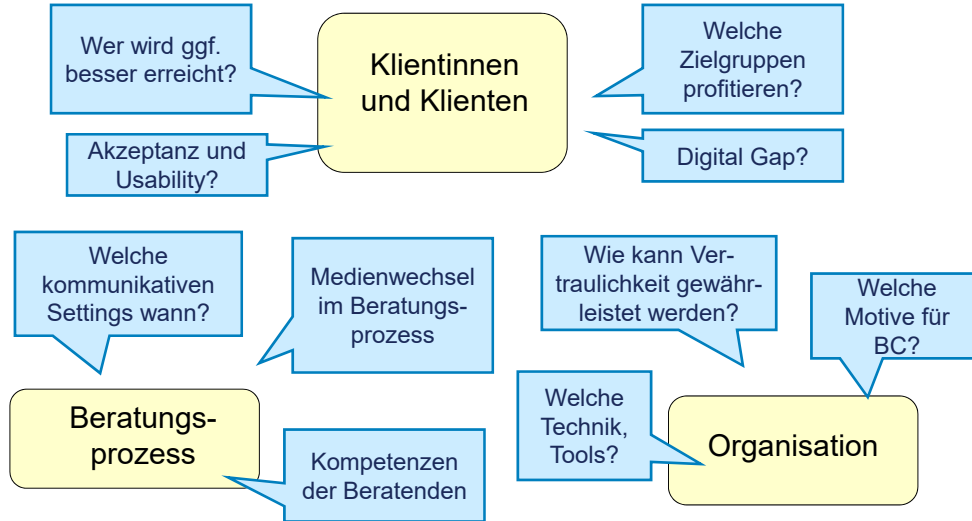 Wer wird ggf.
besser erreicht?
Klientinnen
und Klienten
Welche
Zielgruppen
profitieren?
Akzeptanz und
Usability?
Digital Gap?
Welche
kommunikativen
Settings wann?
Medienwechsel
im Beratungs-
prozess
Beratungs-
prozess
Kompetenzen
der Beratenden
Wie kann Ver-
traulichkeit gewähr-
leistet werden?
Welche
Motive für
BC?
Welche
Technik,
Tools?
Organisation